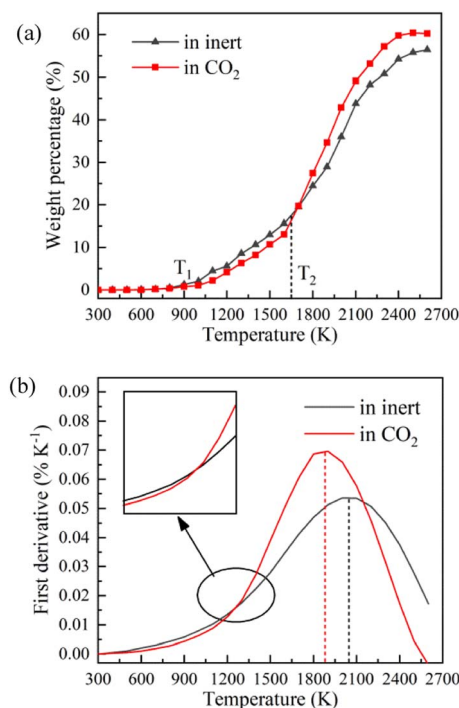 (a)
in inert
in CO₂
Weight percentage (%)
60
50
40
30
20
10
0
T₁
T₂
300 600 900 1200 1500 1800 2100 2400 2700
Temperature (K)
(b)
in inert
in CO₂
First derivative (% K⁻¹)
0.09
0.08
0.07
0.06
0.05
0.04
0.03
0.02
0.01
0.00
300 600 900 1200 1500 1800 2100 2400 2700
Temperature (K)